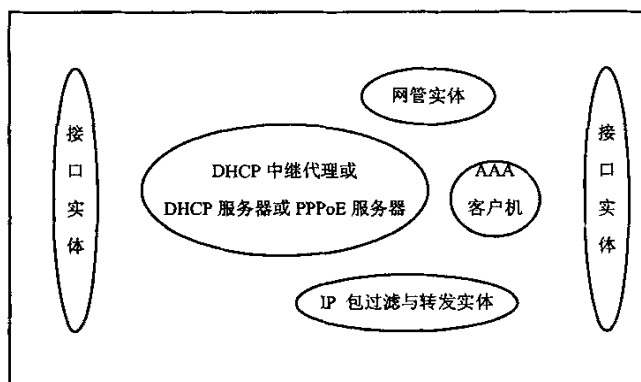 网管实体
接口实体
DHCP 中继代理或
DHCP 服务器或 PPPoE 服务器
AAA
客户机
接口实体
IP 包过滤与转发实体